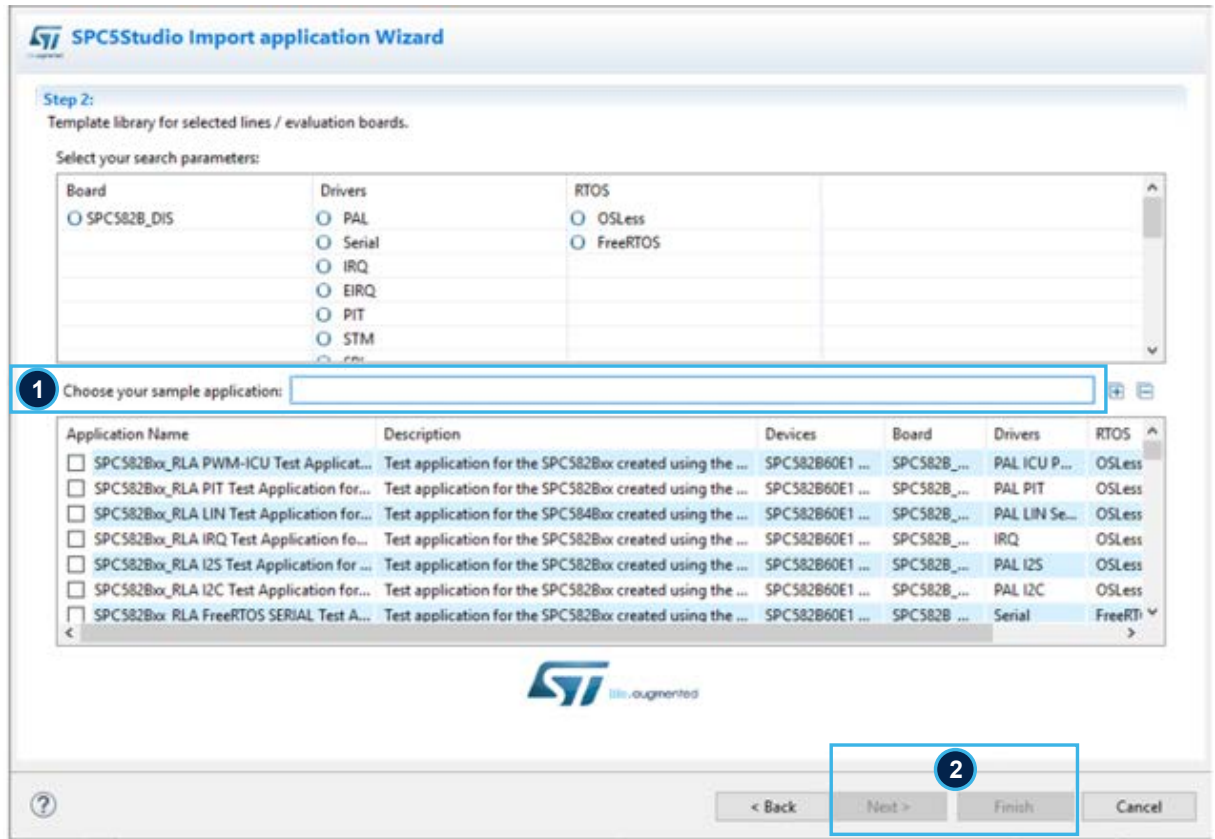 SPC5Studio Import application Wizard
Step 2:
Template library for selected lines / evaluation boards.
Select your search parameters:
Board Drivers RTOS
SPC582B_DIS PAL OSLess
Serial FreeRTOS
IRQ
EIRQ
PIT
STM
1 Choose your sample application:
Application Name Description Devices Board Drivers RTOS
SPC582Bxx_RLA PWM-ICU Test Applicat... Test application for the SPC582Bxx created using the ... SPC582B60E1 ... SPC582B_... PAL ICU P... OSLess
SPC582Bxx_RLA PIT Test Application for... Test application for the SPC582Bxx created using the ... SPC582B60E1 ... SPC582B_... PAL PIT OSLess
SPC582Bxx_RLA LIN Test Application for... Test application for the SPC584Bxx created using the ... SPC582B60E1 ... SPC582B_... PAL LIN Se... OSLess
SPC582Bxx_RLA IRQ Test Application fo... Test application for the SPC582Bxx created using the ... SPC582B60E1 ... SPC582B_... IRQ OSLess
SPC582Bxx_RLA I2S Test Application for ... Test application for the SPC582Bxx created using the ... SPC582B60E1 ... SPC582B_... PAL I2S OSLess
SPC582Bxx_RLA I2C Test Application for... Test application for the SPC582Bxx created using the ... SPC582B60E1 ... SPC582B_... PAL I2C OSLess
SPC582Bxx_RLA FreeRTOS SERIAL Test A... Test application for the SPC582Bxx created using the ... SPC582B60E1 ... SPC582B_... Serial FreeRT
ST life.augmented
2
? < Back Next > Finish Cancel